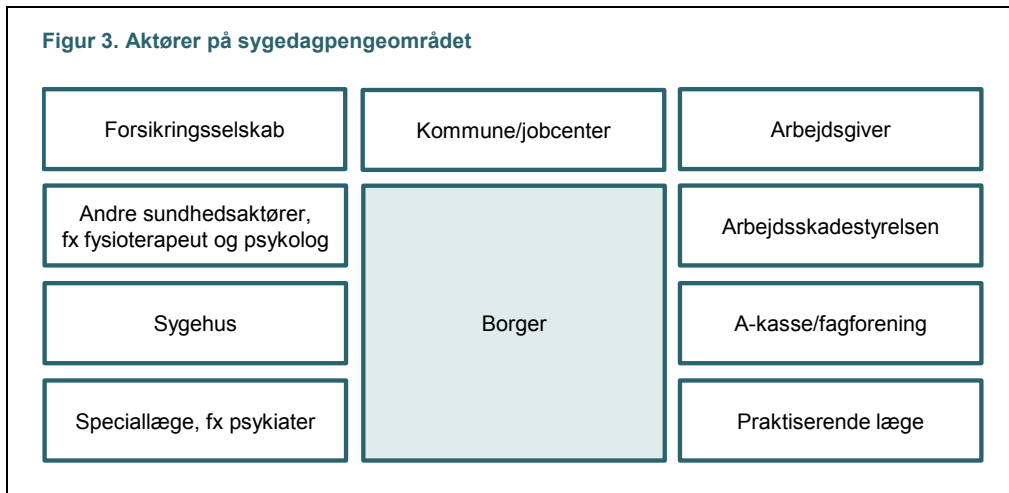 Figur 3. Aktører på sygedagpengeområdet
Forsikringsselskab
Kommune/jobcenter
Arbejdsgiver
Andre sundhedsaktører,
fx fysioterapeut og psykolog
Arbejdsskadestyrelsen
Sygehus
Borger
A-kasse/fagforening
Speciallæge, fx psykiater
Praktiserende læge